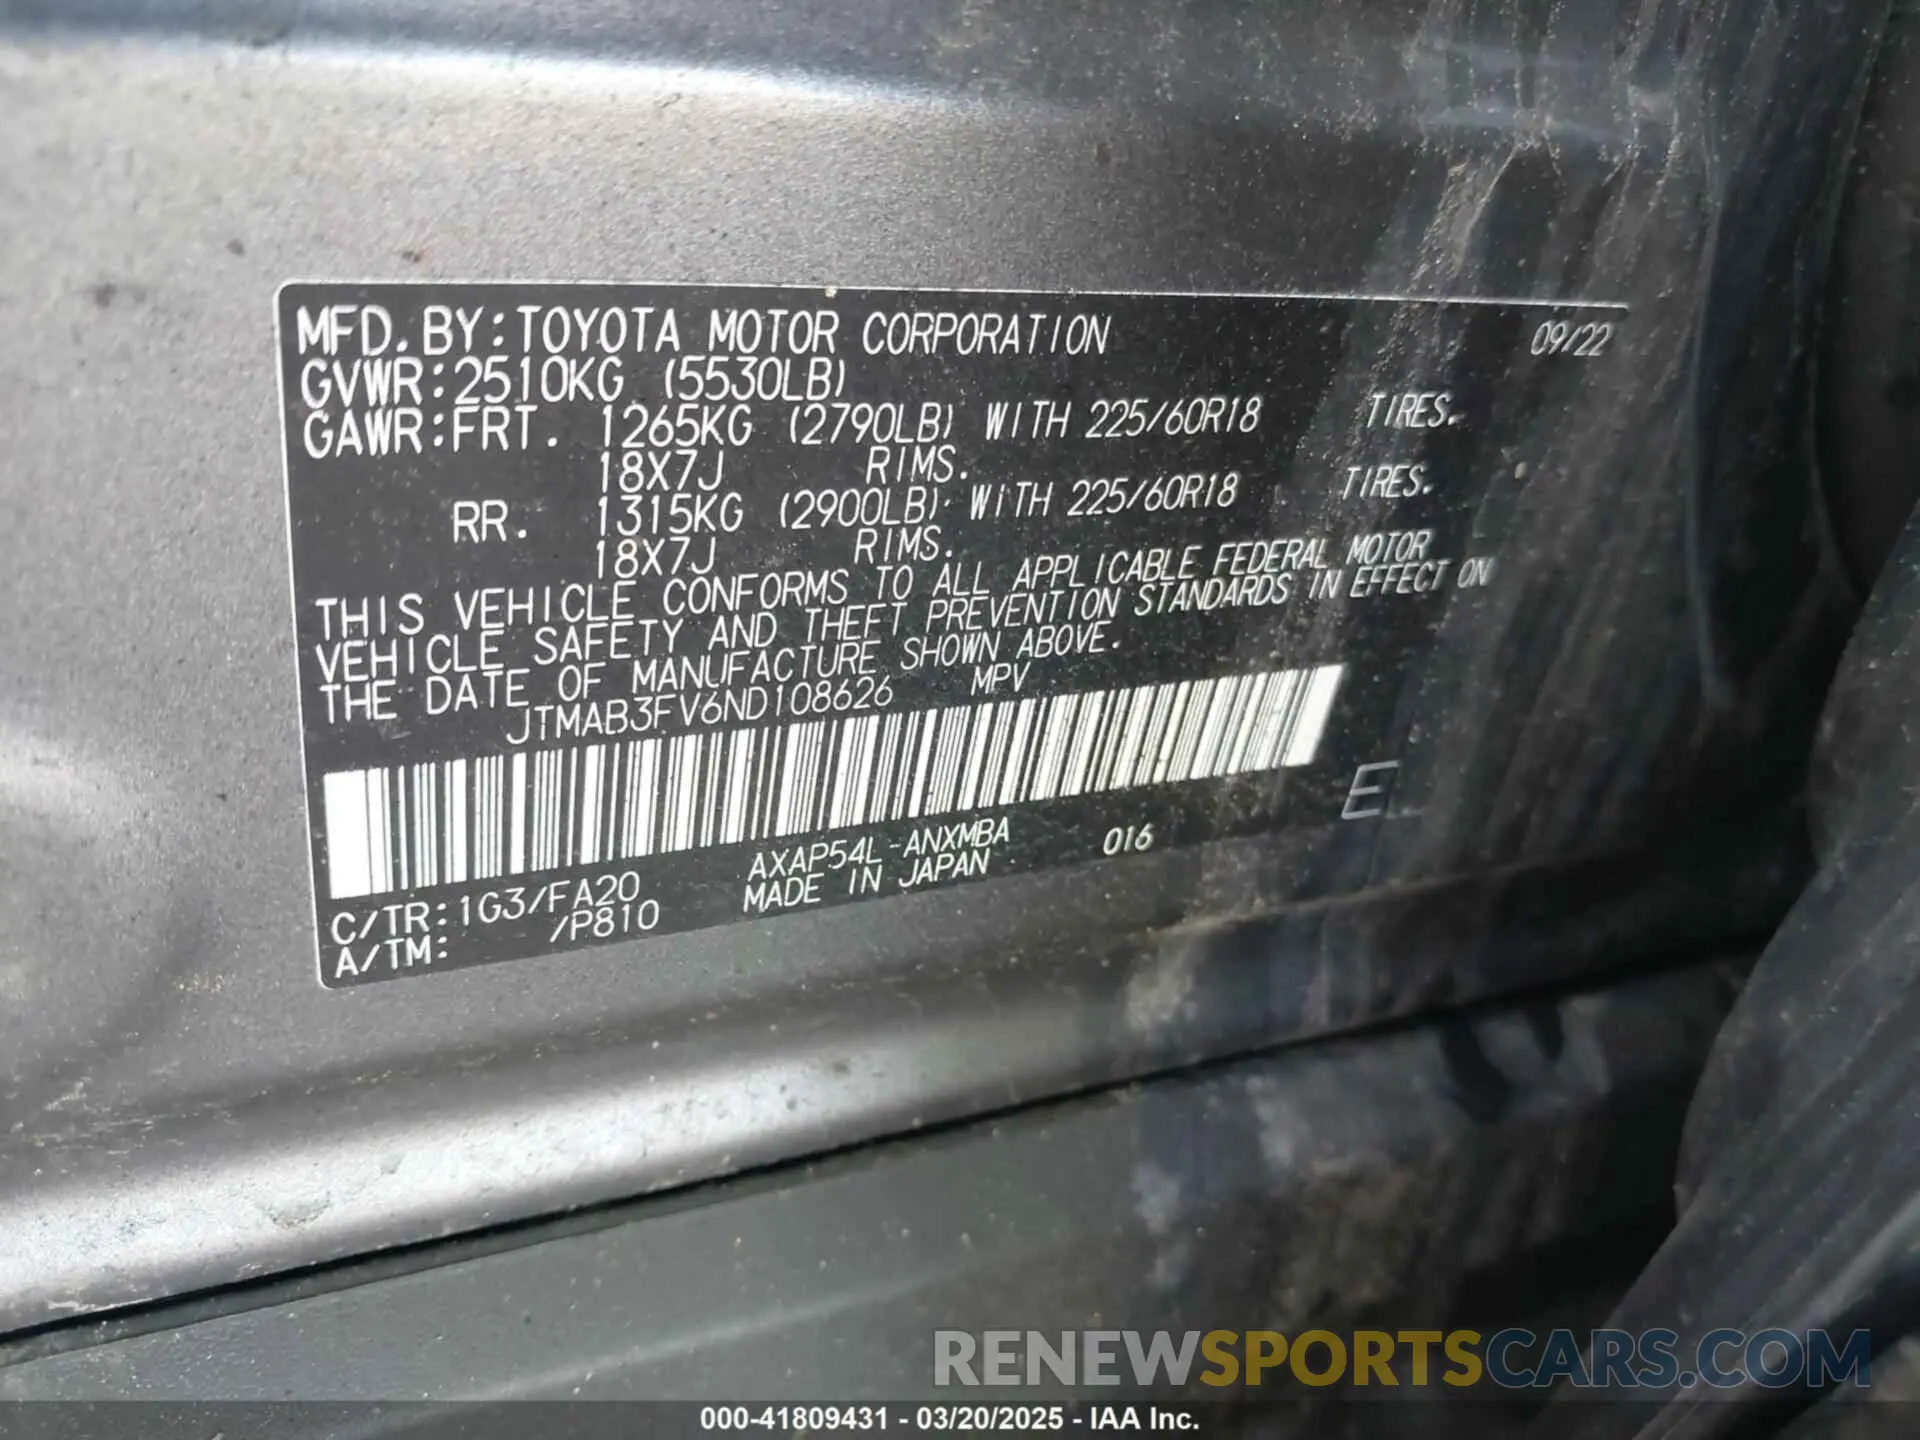 MFD. BY: TOYOTA MOTOR CORPORATION 09/22
GVWR: 2510KG (5530LB)
GAWR: FRT. 1265KG (2790LB) WITH 225/60R18 TIRES.
18X7J RIMS.
RR. 1315KG (2900LB) WITH 225/60R18 TIRES.
18X7J RIMS.
THIS VEHICLE CONFORMS TO ALL APPLICABLE FEDERAL MOTOR
VEHICLE SAFETY AND THEFT PREVENTION STANDARDS IN EFFECT ON
THE DATE OF MANUFACTURE SHOWN ABOVE.
JTMAB3FV6ND108626 MPV
E
AXAP54L-ANXMBA 016
C/TR: 1G3/FA20 MADE IN JAPAN
A/TM: /P810
RENEWSPORTSCARS.COM
000-41809431 - 03/20/2025 - IAA Inc.